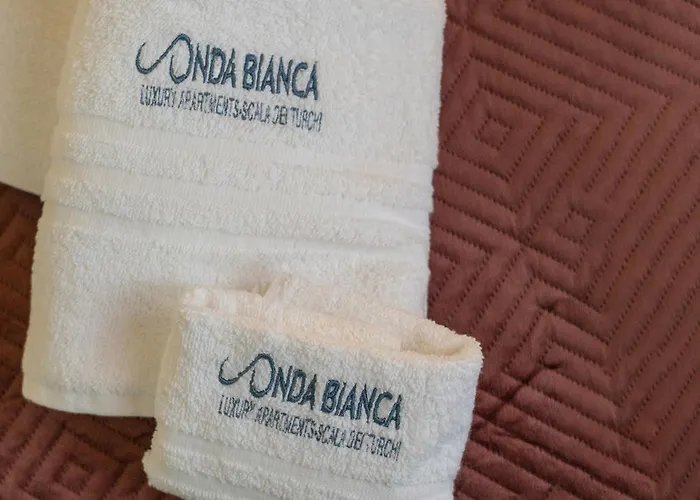 ONDA BIANCA
LUXURY APARTMENTS-SCALA DEI TURCHI
ONDA BIANCA
LUXURY APARTMENTS-SCALA DEI TURCHI